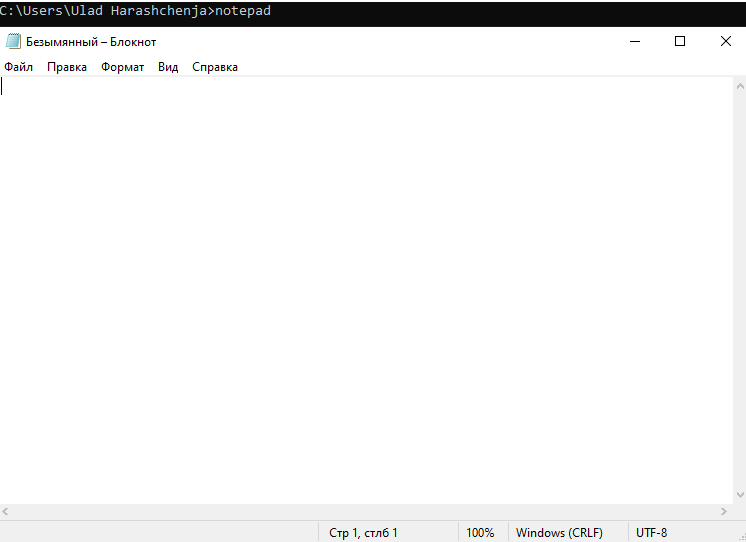 C:\Users\Ulad Harashchenja>notepad
Безымянный – Блокнот
Файл Правка Формат Вид Справка
Стр 1, стлб 1 100% Windows (CRLF) UTF-8